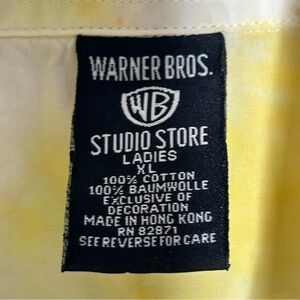 WARNER BROS.
WB
STUDIO STORE
LADIES
XL
100% COTTON
100% BAUMWOLLE
EXCLUSIVE OF
DECORATION
MADE IN HONG KONG
RN 82871
SEE REVERSE FOR CARE